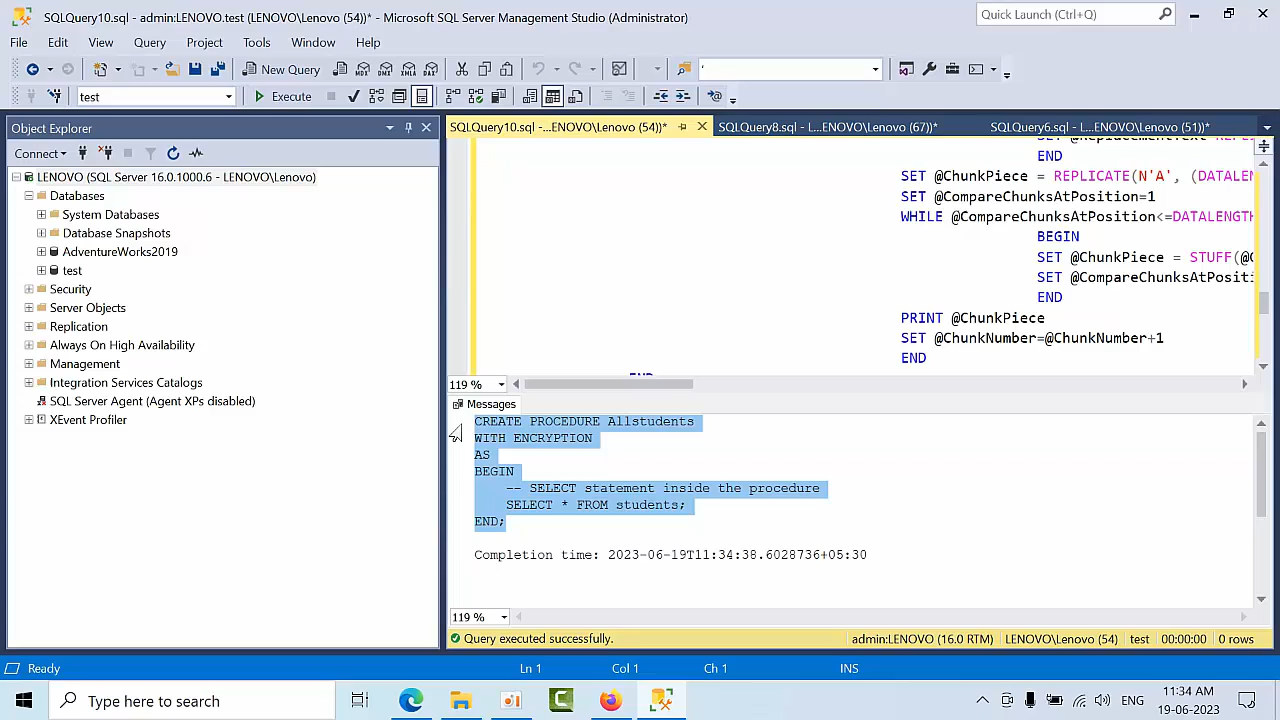 SQLQuery10.sql - admin:LENOVO.test (LENOVO\Lenovo (54))* - Microsoft SQL Server Management Studio (Administrator)
Quick Launch (Ctrl+Q)
File Edit View Query Project Tools Window Help
New Query
MDX DMX XMLA DAX
'
test
Execute
Object Explorer
SQLQuery10.sql -...ENOVO\Lenovo (54))*
SQLQuery8.sql - L...ENOVO\Lenovo (67))*
SQLQuery6.sql - L...ENOVO\Lenovo (51))*
Connect
LENOVO (SQL Server 16.0.1000.6 - LENOVO\Lenovo)
Databases
System Databases
Database Snapshots
AdventureWorks2019
test
Security
Server Objects
Replication
Always On High Availability
Management
Integration Services Catalogs
SQL Server Agent (Agent XPs disabled)
XEvent Profiler
SET @ReplacementText=REPLI
END
SET @ChunkPiece = REPLICATE(N'A', (DATALEN
SET @CompareChunksAtPosition=1
WHILE @CompareChunksAtPosition<=DATALENGTH
BEGIN
SET @ChunkPiece = STUFF(@C
SET @CompareChunksAtPositi
END
PRINT @ChunkPiece
SET @ChunkNumber=@ChunkNumber+1
END
END
119 %
Messages
CREATE PROCEDURE Allstudents
WITH ENCRYPTION
AS
BEGIN
-- SELECT statement inside the procedure
SELECT * FROM students;
END;
Completion time: 2023-06-19T11:34:38.6028736+05:30
119 %
Query executed successfully.
admin:LENOVO (16.0 RTM) LENOVO\Lenovo (54) test 00:00:00 0 rows
Ready
Ln 1 Col 1 Ch 1 INS
Type here to search
ENG
11:34 AM
19-06-2023